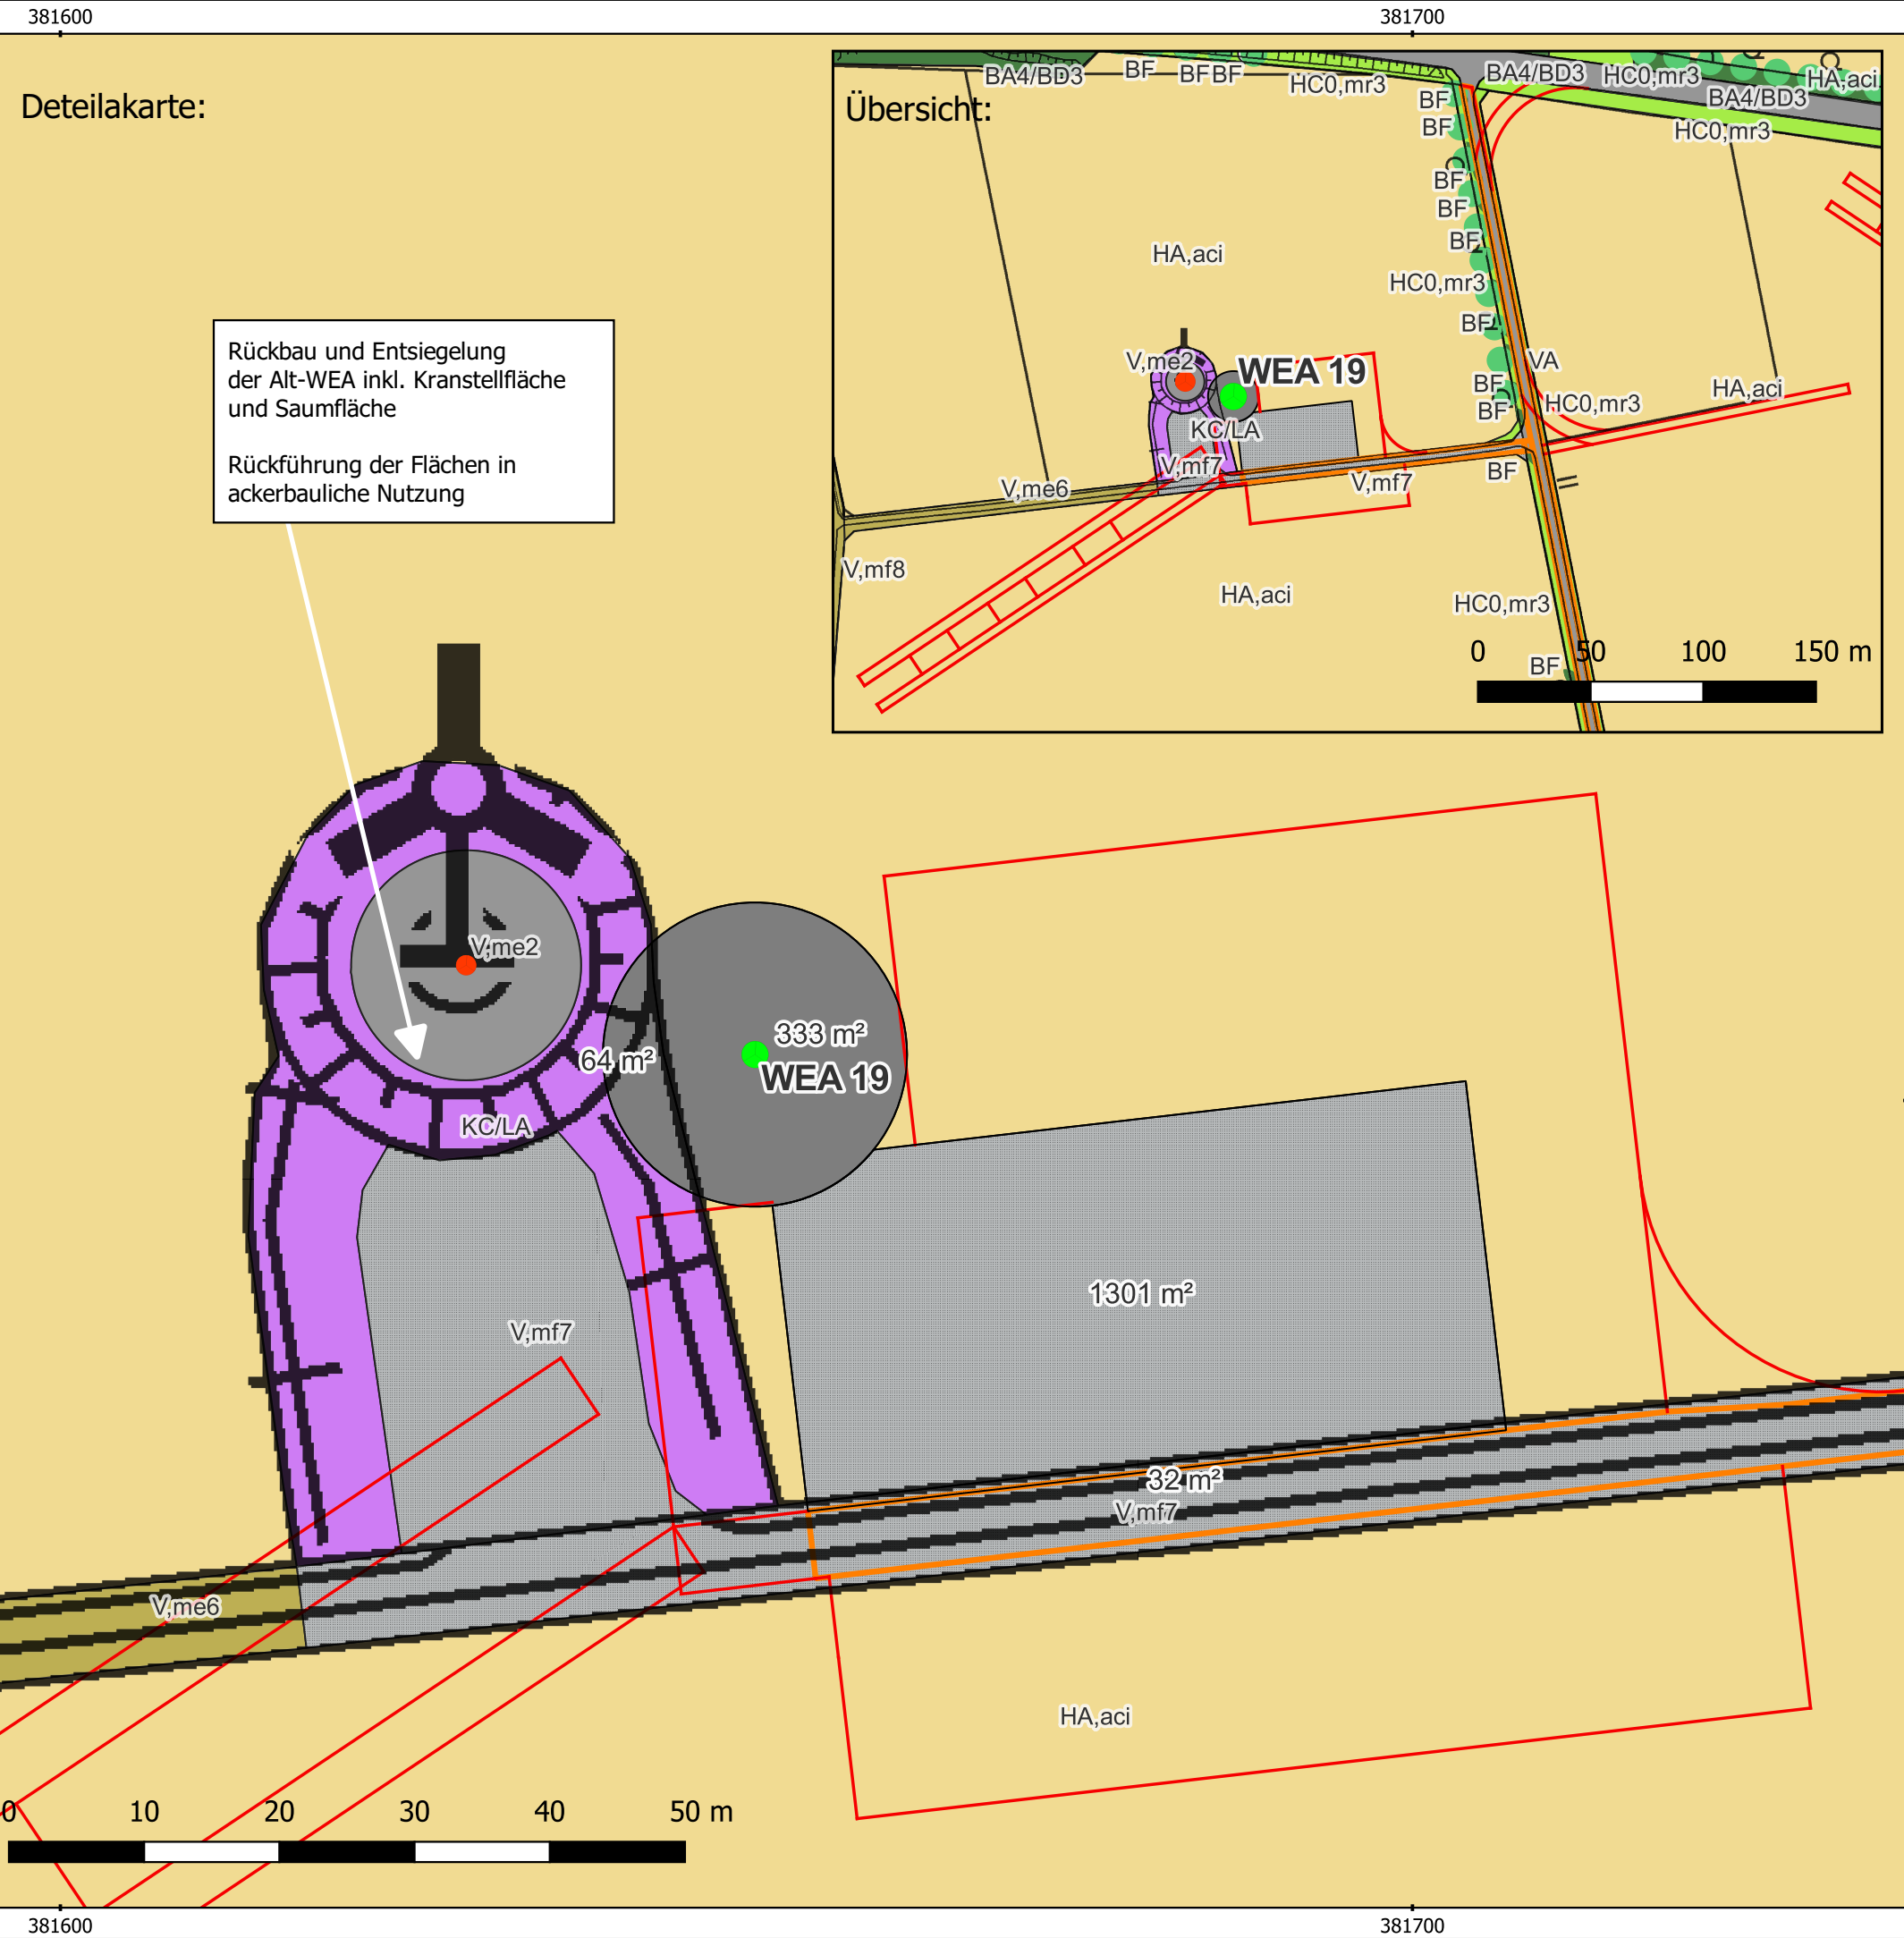 381600
381700
Deteilakarte:
Übersicht:
BA4/BD3
BF
BF
BF
HC0,mr3
BA4/BD3
HC0,mr3
HA,aci
BA4/BD3
HC0,mr3
BF
BF
BF
BF
BF
HA,aci
HC0,mr3
BF
VA
V,me2
WEA 19
BF
BF
HC0,mr3
HA,aci
KC/LA
V,mf7
V,me6
V,mf7
BF
V,mf8
HA,aci
HC0,mr3
BF
0
50
100
150 m
Rückbau und Entsiegelung
der Alt-WEA inkl. Kranstellfläche
und Saumfläche
Rückführung der Flächen in
ackerbauliche Nutzung
V,me2
333 m²
64 m²
WEA 19
KC/LA
1301 m²
V,mf7
32 m²
V,mf7
V,me6
HA,aci
0
10
20
30
40
50 m
381600
381700